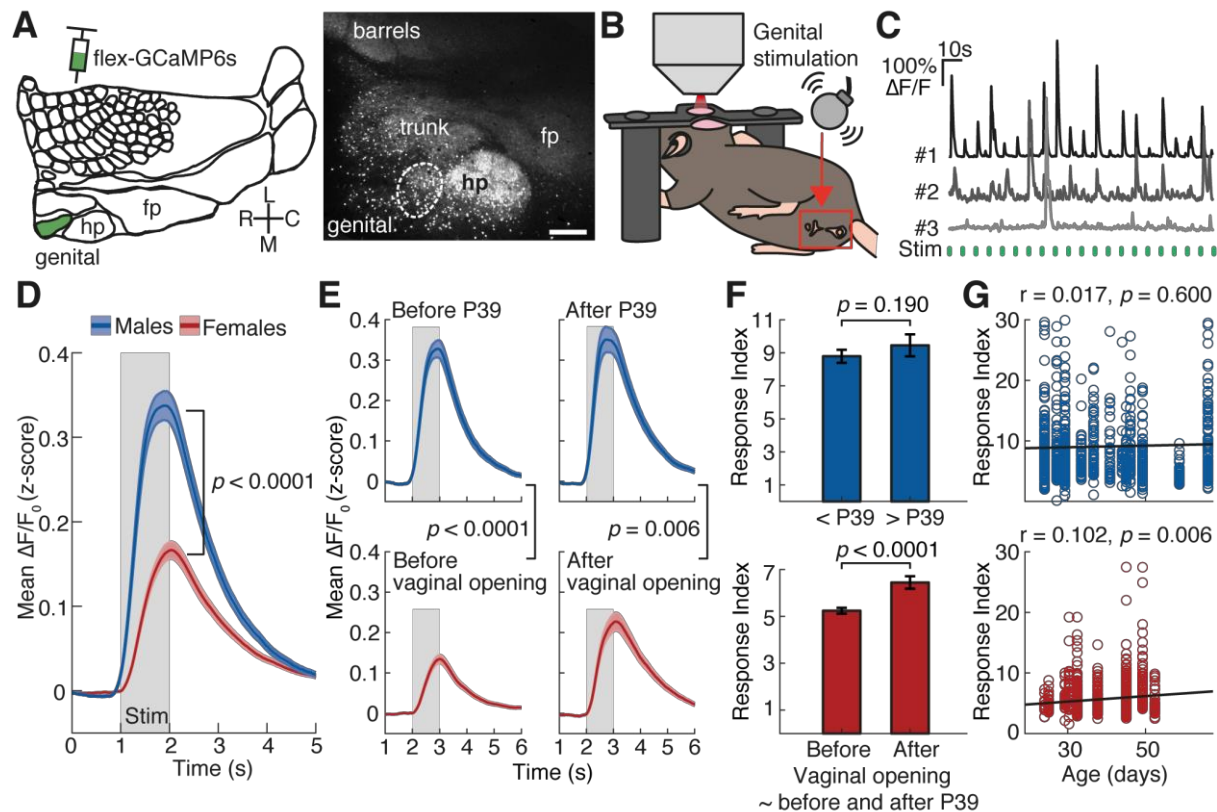 A
flex-GCaMP6s
hp
fp
genital
L
R
C
M
barrels
trunk
fp
hp
genital
B
Genital
stimulation
C
10s
100%
ΔF/F
#1
#2
#3
Stim
D
Males
Females
Mean ΔF/F₀ (z-score)
0.4
0.3
0.2
0.1
0
p < 0.0001
Stim
0 1 2 3 4 5
Time (s)
E
Mean ΔF/F₀ (z-score)
Before P39
After P39
0.4
0.3
0.2
0.1
0
p < 0.0001
p = 0.006
Before
vaginal opening
After
vaginal opening
0.4
0.3
0.2
0.1
0
1 2 3 4 5 6
1 2 3 4 5 6
Time (s)
Time (s)
F
p = 0.190
Response Index
11
9
7
5
3
1
< P39 > P39
p < 0.0001
Response Index
7
5
3
1
Before After
Vaginal opening
~ before and after P39
G
r = 0.017, p = 0.600
Response Index
30
20
10
0
r = 0.102, p = 0.006
Response Index
30
20
10
0
30 50
Age (days)